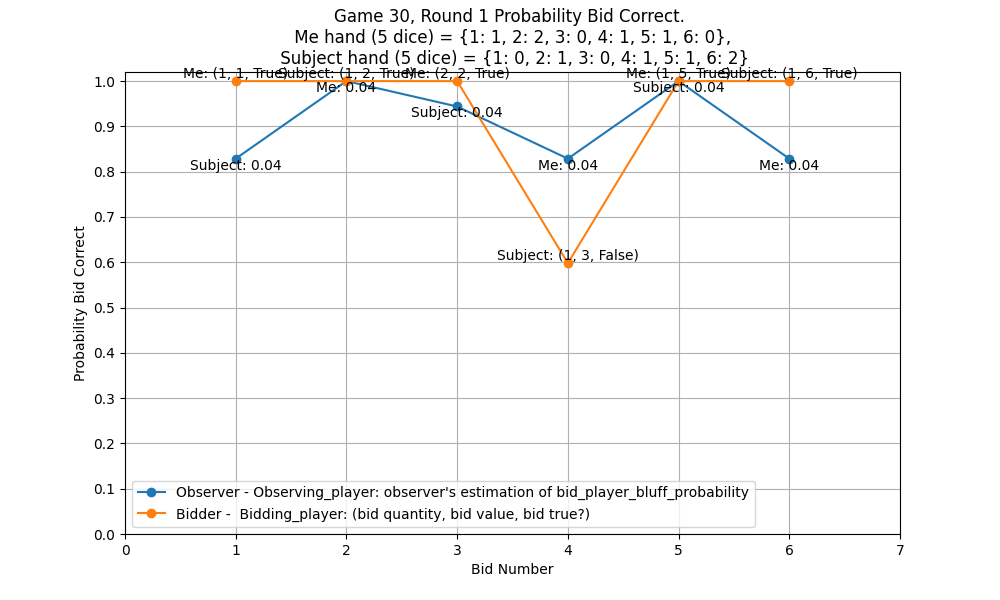 Game 30, Round 1 Probability Bid Correct.
Me hand (5 dice) = {1: 1, 2: 2, 3: 0, 4: 1, 5: 1, 6: 0},
Subject hand (5 dice) = {1: 0, 2: 1, 3: 0, 4: 1, 5: 1, 6: 2}
Me: (1, 1, True)
Subject: (1, 2, True)
Me: (2, 2, True)
Me: (1, 5, True)
Subject: (1, 6, True)
Me: 0.04
Subject: 0.04
Subject: 0.04
Subject: 0.04
Me: 0.04
Me: 0.04
Subject: (1, 3, False)
1.0
0.9
0.8
0.7
0.6
0.5
0.4
0.3
0.2
0.1
0.0
Probability Bid Correct
Observer - Observing_player: observer's estimation of bid_player_bluff_probability
Bidder -  Bidding_player: (bid quantity, bid value, bid true?)
0 1 2 3 4 5 6 7
Bid Number